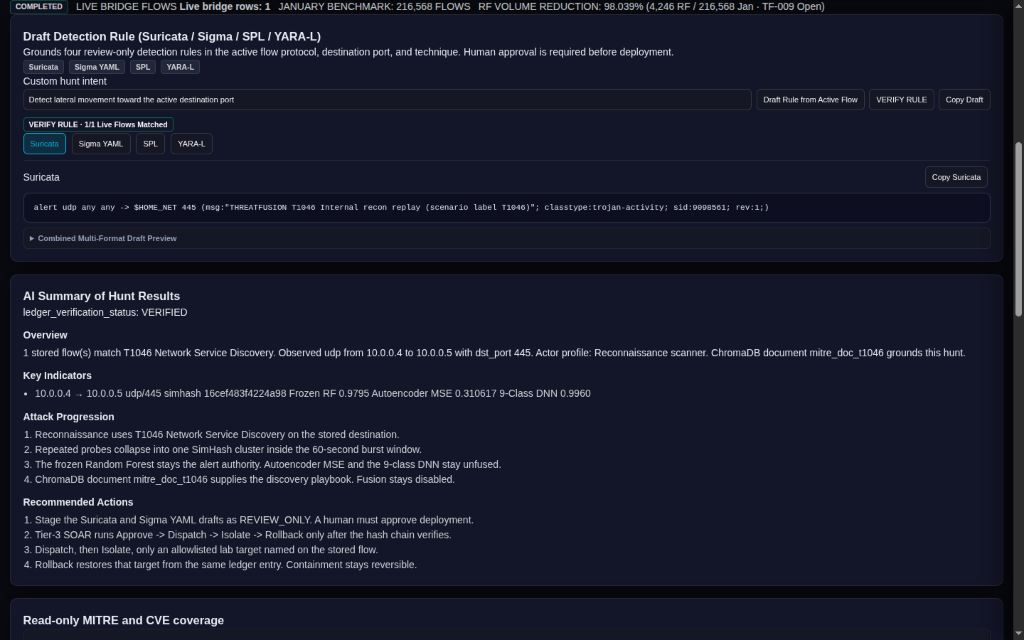 COMPLETED LIVE BRIDGE FLOWS Live bridge rows: 1 JANUARY BENCHMARK: 216,568 FLOWS RF VOLUME REDUCTION: 98.039% (4,246 RF / 216,568 Jan · TF-009 Open)
Draft Detection Rule (Suricata / Sigma / SPL / YARA-L)
Grounds four review-only detection rules in the active flow protocol, destination port, and technique. Human approval is required before deployment.
Suricata Sigma YAML SPL YARA-L
Custom hunt intent
Detect lateral movement toward the active destination port Draft Rule from Active Flow VERIFY RULE Copy Draft
VERIFY RULE · 1/1 Live Flows Matched
Suricata Sigma YAML SPL YARA-L
Suricata Copy Suricata
alert udp any any -> $HOME_NET 445 (msg:"THREATFUSION T1046 Internal recon replay (scenario label T1046)"; classtype:trojan-activity; sid:9098561; rev:1;)
▸ Combined Multi-Format Draft Preview
AI Summary of Hunt Results
ledger_verification_status: VERIFIED
Overview
1 stored flow(s) match T1046 Network Service Discovery. Observed udp from 10.0.0.4 to 10.0.0.5 with dst_port 445. Actor profile: Reconnaissance scanner. ChromaDB document mitre_doc_t1046 grounds this hunt.
Key Indicators
• 10.0.0.4 → 10.0.0.5 udp/445 simhash 16cef483f4224a98 Frozen RF 0.9795 Autoencoder MSE 0.310617 9-Class DNN 0.9960
Attack Progression
1. Reconnaissance uses T1046 Network Service Discovery on the stored destination.
2. Repeated probes collapse into one SimHash cluster inside the 60-second burst window.
3. The frozen Random Forest stays the alert authority. Autoencoder MSE and the 9-class DNN stay unfused.
4. ChromaDB document mitre_doc_t1046 supplies the discovery playbook. Fusion stays disabled.
Recommended Actions
1. Stage the Suricata and Sigma YAML drafts as REVIEW_ONLY. A human must approve deployment.
2. Tier-3 SOAR runs Approve -> Dispatch -> Isolate -> Rollback only after the hash chain verifies.
3. Dispatch, then Isolate, only an allowlisted lab target named on the stored flow.
4. Rollback restores that target from the same ledger entry. Containment stays reversible.
Read-only MITRE and CVE coverage